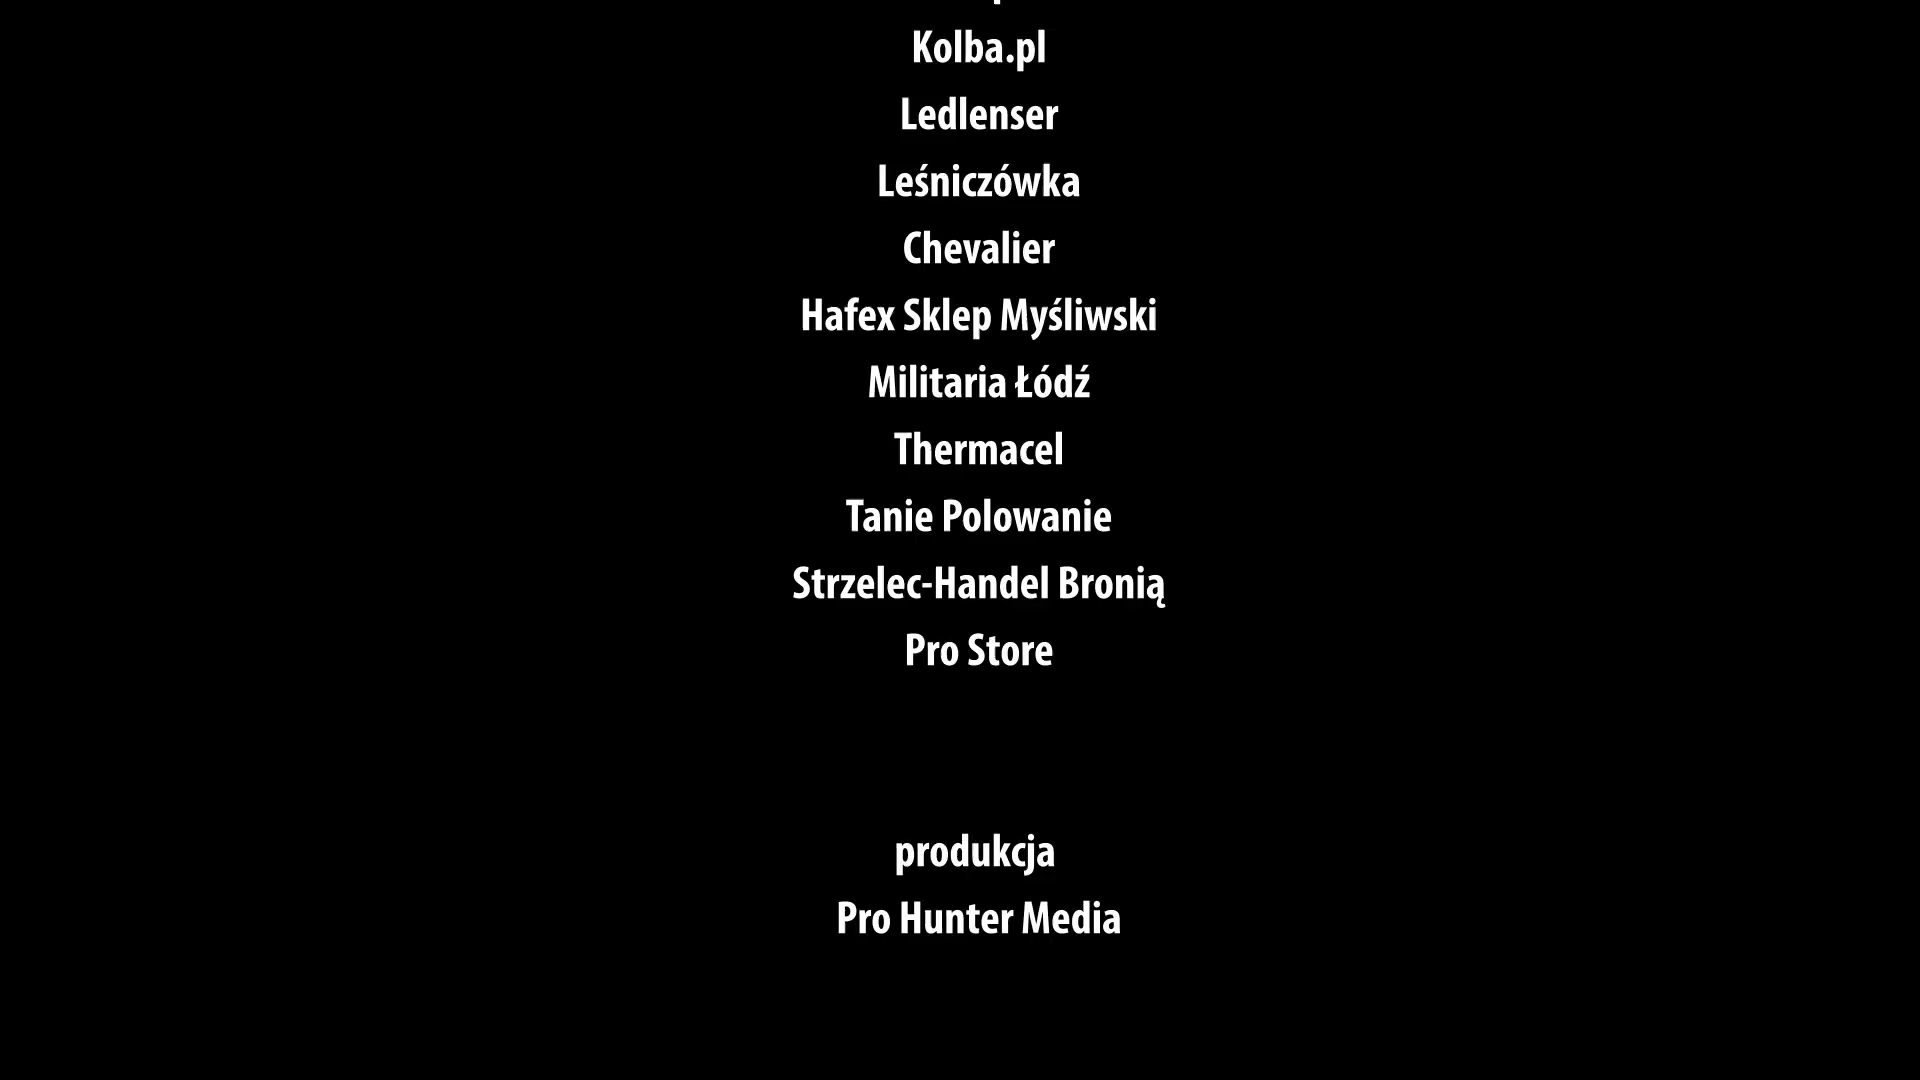 Kolba.pl
Ledlenser
Leśniczówka
Chevalier
Hafex Sklep Myśliwski
Militaria Łódź
Thermacel
Tanie Polowanie
Strzelec-Handel Bronią
Pro Store
produkcja
Pro Hunter Media